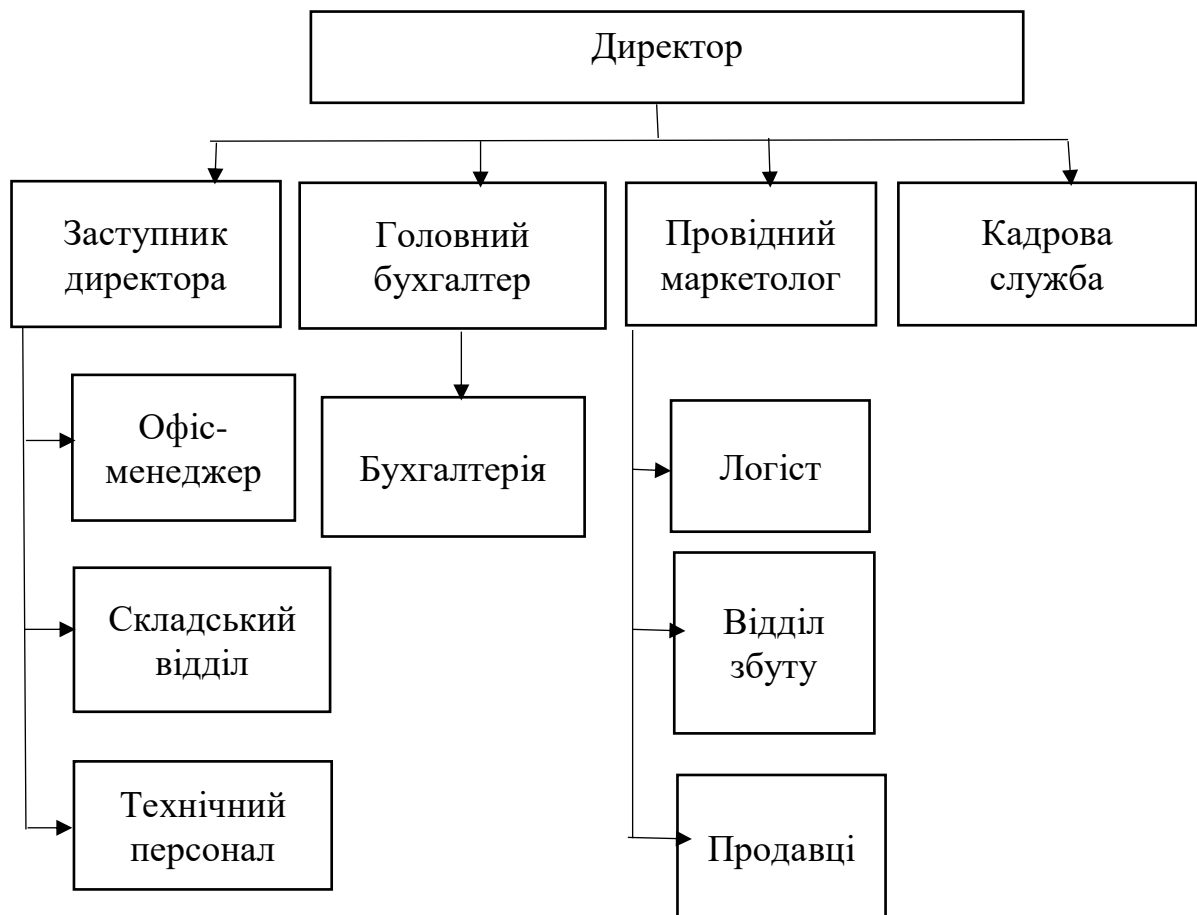 Директор
Заступник
директора
Головний
бухгалтер
Провідний
маркетолог
Кадрова
служба
Офіс-
менеджер
Бухгалтерія
Логіст
Складський
відділ
Відділ
збуту
Технічний
персонал
Продавці